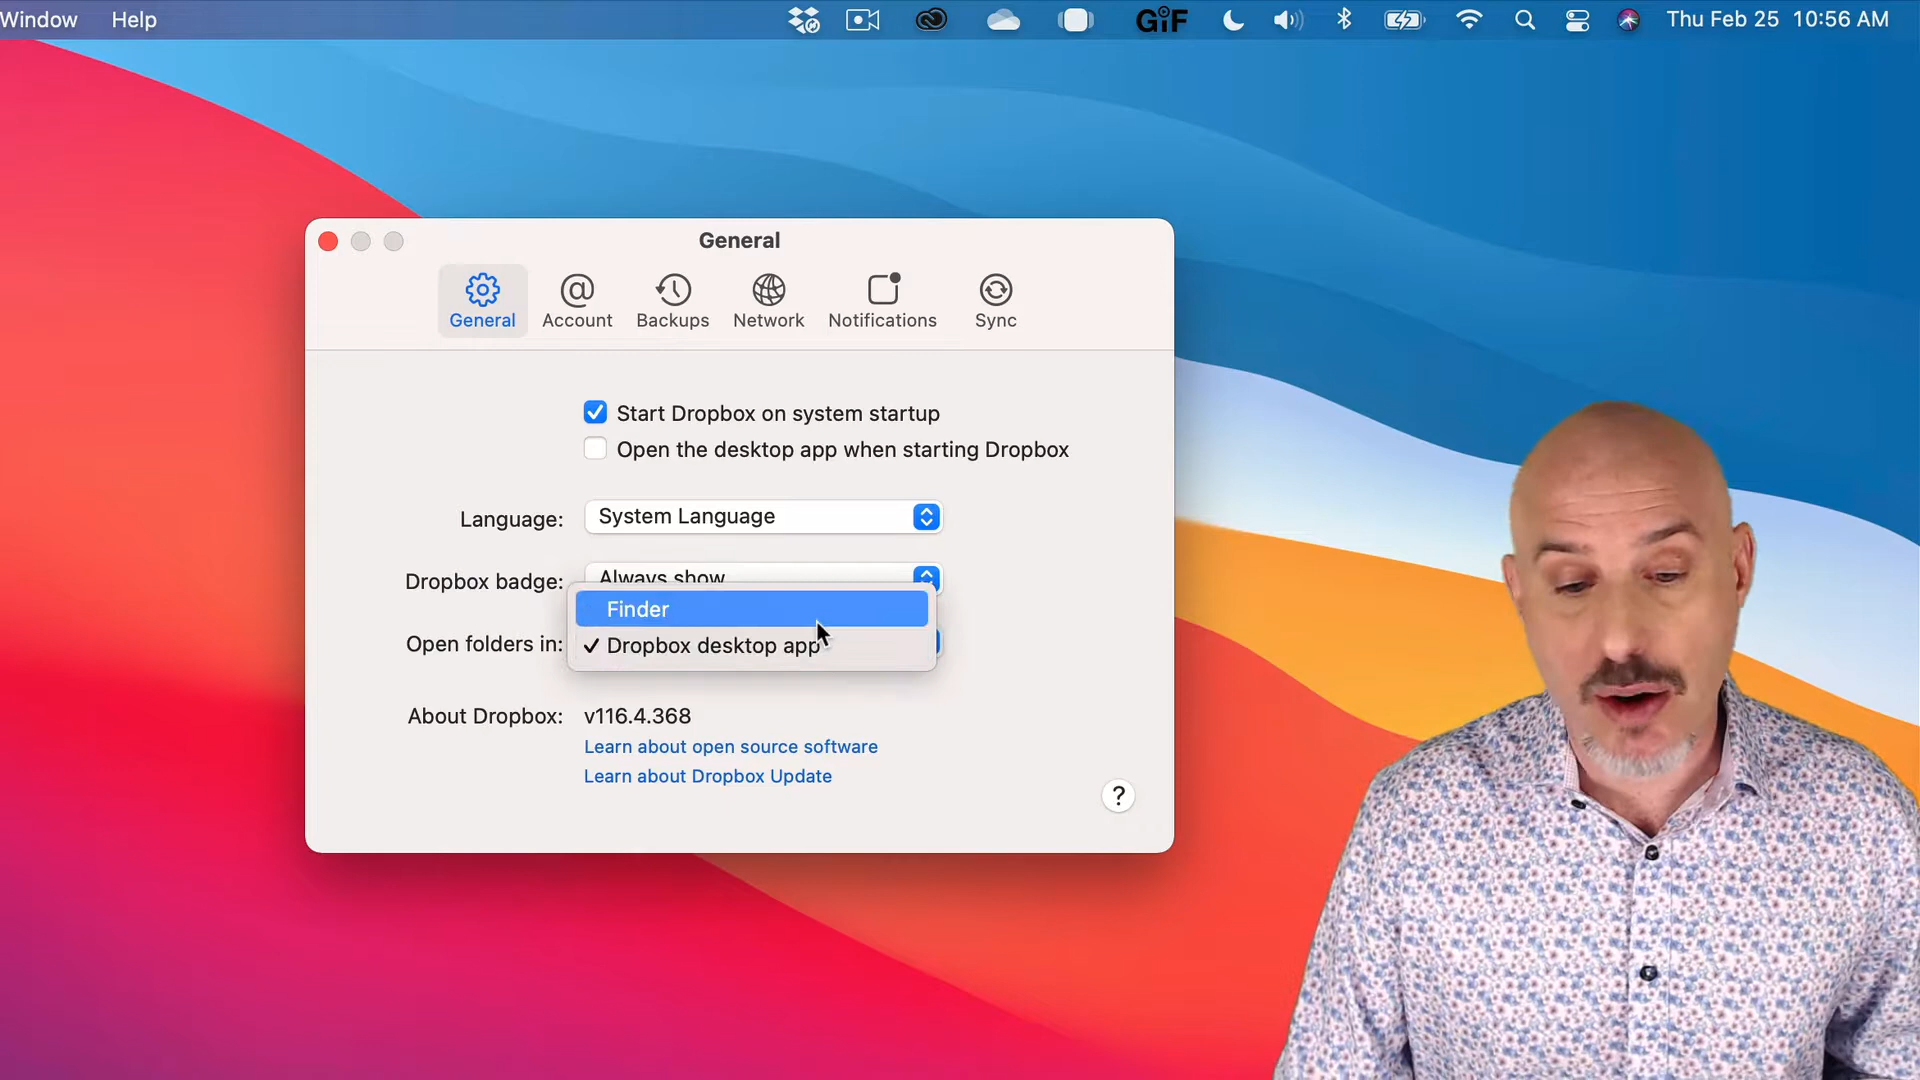 Window Help GIF Thu Feb 25 10:56 AM
General
General Account Backups Network Notifications Sync
Start Dropbox on system startup
Open the desktop app when starting Dropbox
Language: System Language
Dropbox badge: Always show
Finder
Open folders in: ✓ Dropbox desktop app
About Dropbox: v116.4.368
Learn about open source software
Learn about Dropbox Update
?